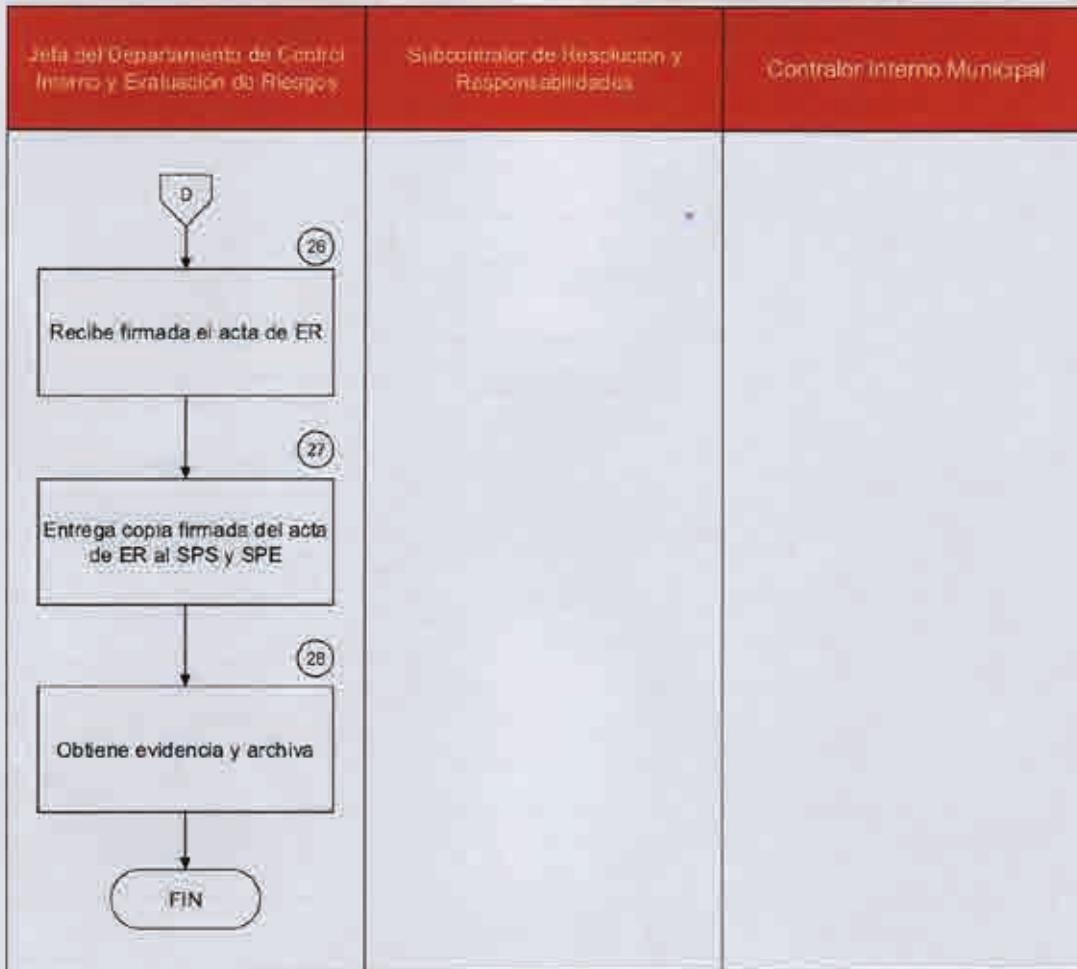 Jefa del Departamento de Control
Interno y Evaluación de Riesgos
Subcontralor de Resolución y
Responsabilidades
Contralor Interno Municipal
D
26
Recibe firmada el acta de ER
27
Entrega copia firmada del acta
de ER al SPS y SPE
28
Obtiene evidencia y archiva
FIN